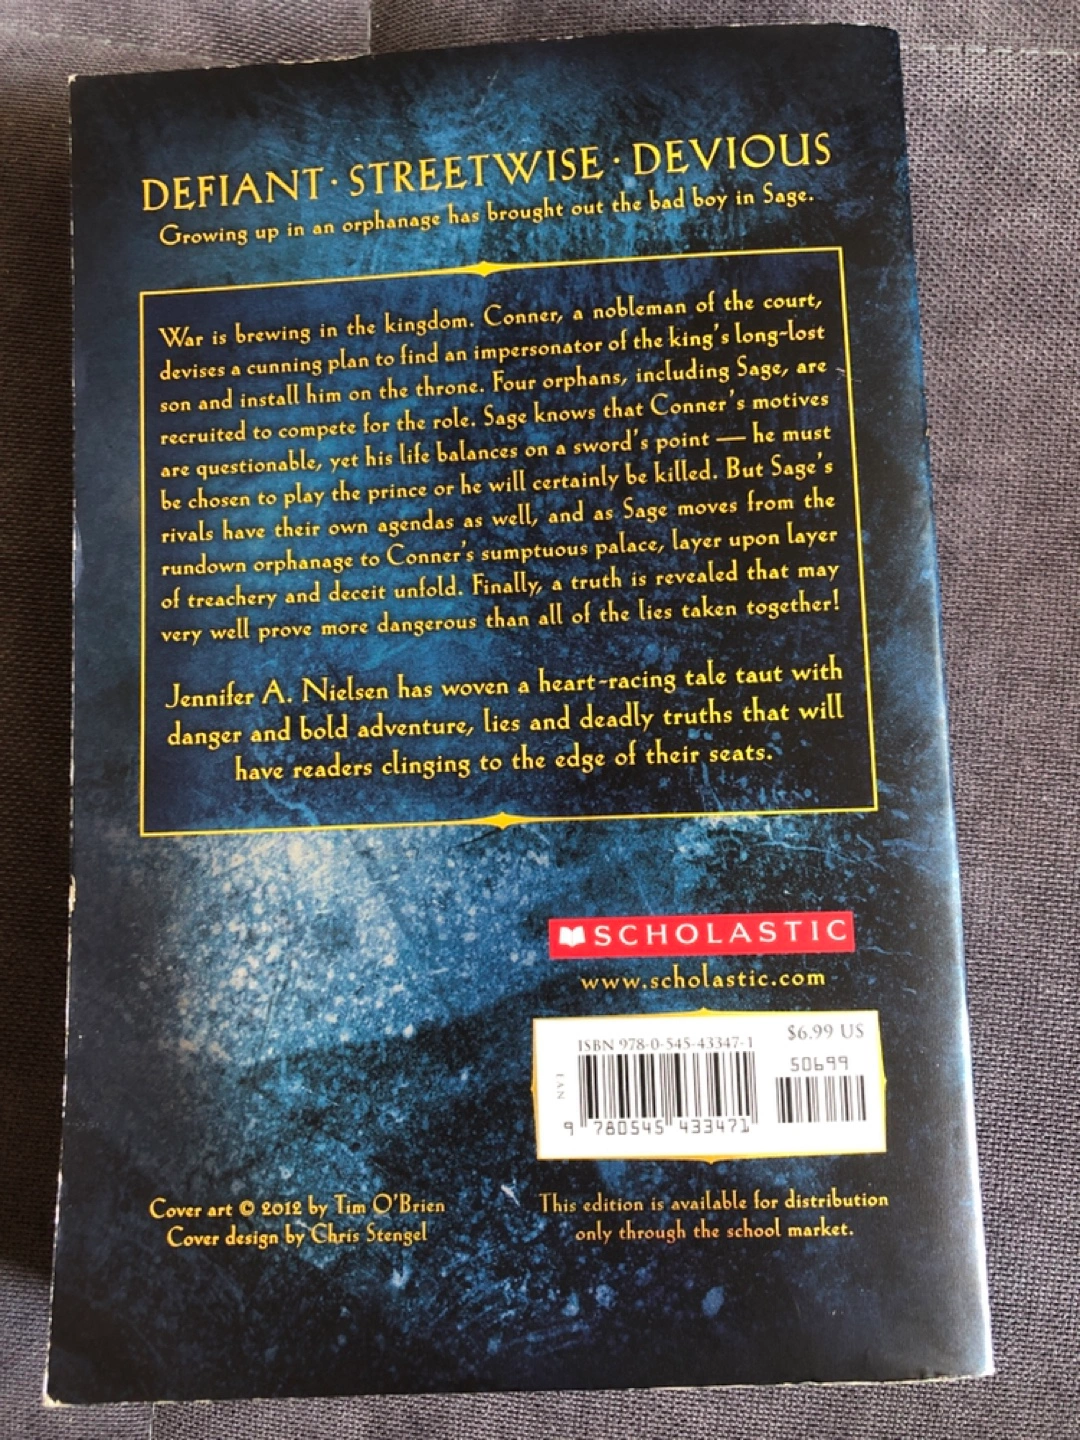 DEFIANT · STREETWISE · DEVIOUS
Growing up in an orphanage has brought out the bad boy in Sage.
War is brewing in the kingdom. Conner, a nobleman of the court,
devises a cunning plan to find an impersonator of the king's long-lost
son and install him on the throne. Four orphans, including Sage, are
recruited to compete for the role. Sage knows that Conner's motives
are questionable, yet his life balances on a sword's point — he must
be chosen to play the prince or he will certainly be killed. But Sage's
rivals have their own agendas as well, and as Sage moves from the
rundown orphanage to Conner's sumptuous palace, layer upon layer
of treachery and deceit unfold. Finally, a truth is revealed that may
very well prove more dangerous than all of the lies taken together!
Jennifer A. Nielsen has woven a heart-racing tale taut with
danger and bold adventure, lies and deadly truths that will
have readers clinging to the edge of their seats.
SCHOLASTIC
www.scholastic.com
$6.99 US
ISBN 978-0-545-43347-1
50699
IAN
9 780545 433471
Cover art © 2012 by Tim O'Brien
Cover design by Chris Stengel
This edition is available for distribution
only through the school market.